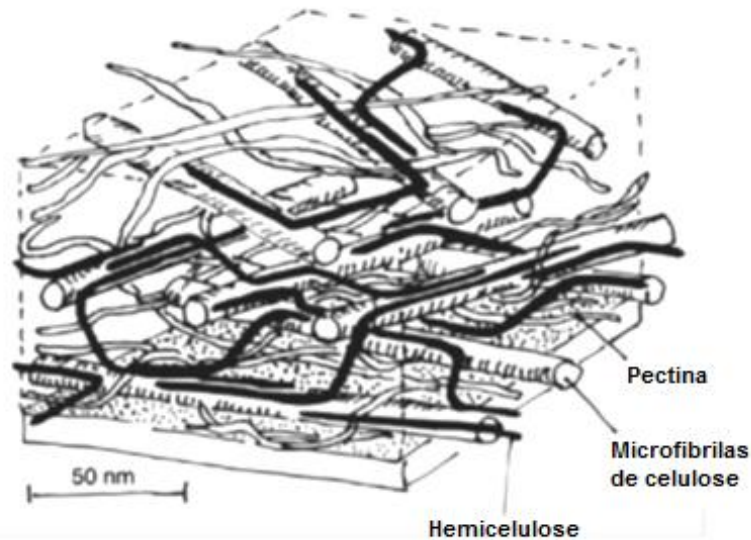 Pectina
Microfibrilas
de celulose
50 nm
Hemicelulose